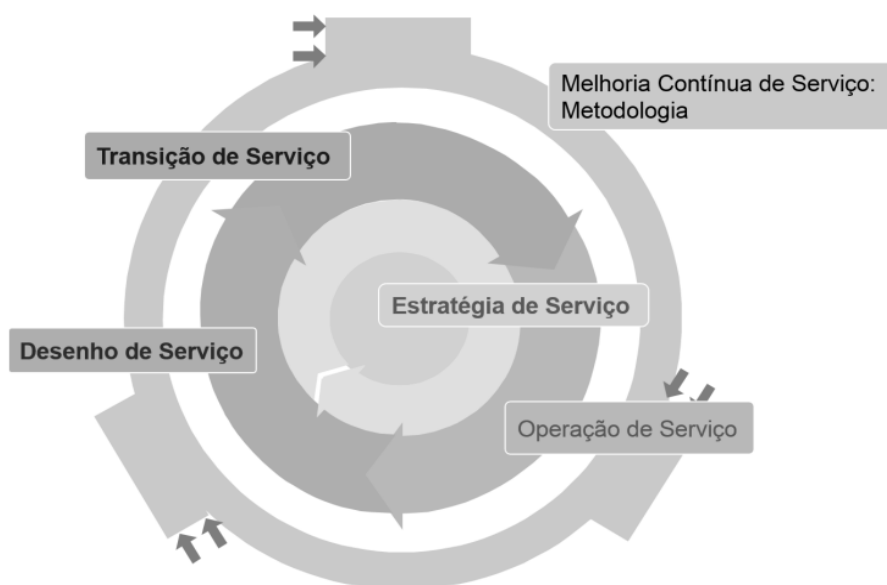 Melhoria Contínua de Serviço:
Metodologia
Transição de Serviço
Estratégia de Serviço
Desenho de Serviço
Operação de Serviço